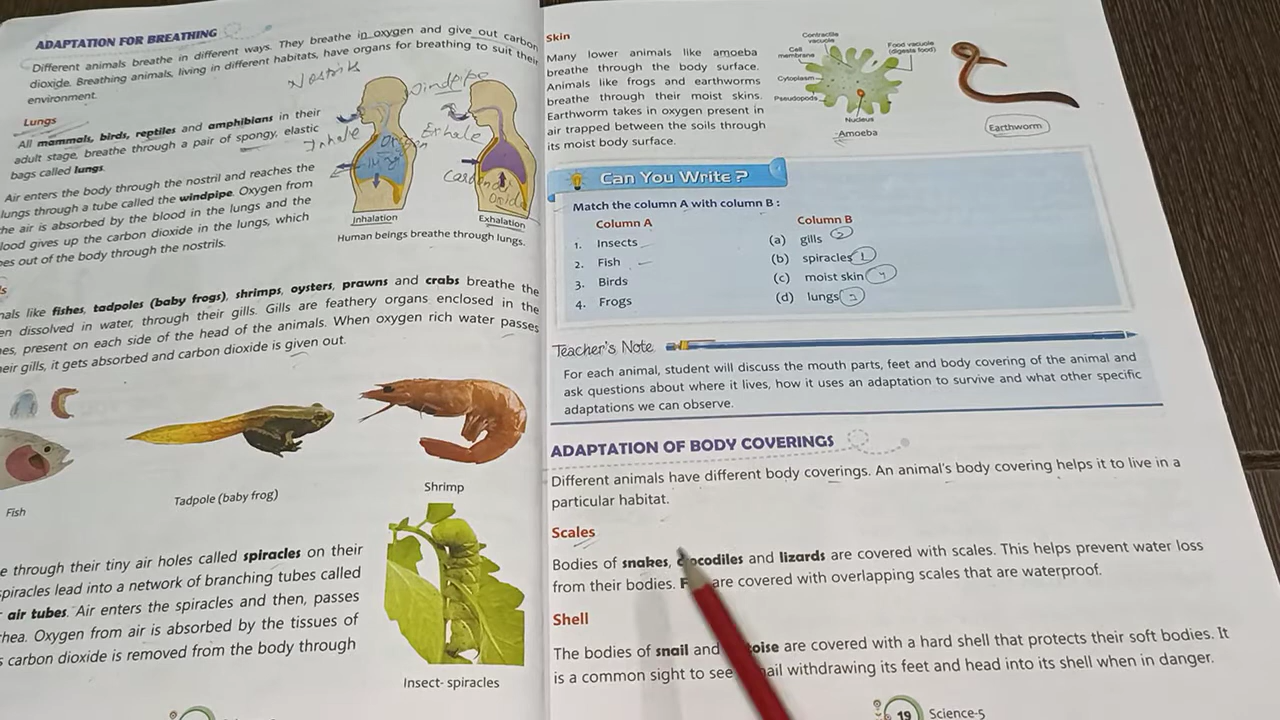 ADAPTATION FOR BREATHING
Different animals breathe in different ways. They breathe in oxygen and give out carbon
dioxide. Breathing animals, living in different habitats, have organs for breathing to suit their
environment.
Nostrils
Windpipe
Lungs
All mammals, birds, reptiles and amphibians in their
adult stage, breathe through a pair of spongy, elastic
bags called lungs.
Air enters the body through the nostril and reaches the
lungs through a tube called the windpipe. Oxygen from
the air is absorbed by the blood in the lungs and the
lood gives up the carbon dioxide in the lungs, which
es out of the body through the nostrils.
Inhale
Exhale
Inhalation
Exhalation
Human beings breathe through lungs.
s
als like fishes, tadpoles (baby frogs), shrimps, oysters, prawns and crabs breathe the
en dissolved in water, through their gills. Gills are feathery organs enclosed in the
es, present on each side of the head of the animals. When oxygen rich water passes
eir gills, it gets absorbed and carbon dioxide is given out.
Fish
Tadpole (baby frog)
Shrimp
e through their tiny air holes called spiracles on their
spiracles lead into a network of branching tubes called
air tubes. Air enters the spiracles and then, passes
hea. Oxygen from air is absorbed by the tissues of
s carbon dioxide is removed from the body through
Insect- spiracles
Skin
Many lower animals like amoeba
breathe through the body surface.
Animals like frogs and earthworms
breathe through their moist skins.
Earthworm takes in oxygen present in
air trapped between the soils through
its moist body surface.
Contractile
vacuole
Cell
membrane
Food vacuole
(digests food)
Cytoplasm
Pseudopods
Nucleus
Amoeba
Earthworm
Can You Write?
Match the column A with column B :
Column A Column B
1. Insects (a) gills 2
2. Fish (b) spiracles 1
3. Birds (c) moist skin 4
4. Frogs (d) lungs
Teacher's Note
For each animal, student will discuss the mouth parts, feet and body covering of the animal and
ask questions about where it lives, how it uses an adaptation to survive and what other specific
adaptations we can observe.
ADAPTATION OF BODY COVERINGS
Different animals have different body coverings. An animal's body covering helps it to live in a
particular habitat.
Scales
Bodies of snakes, crocodiles and lizards are covered with scales. This helps prevent water loss
from their bodies. are covered with overlapping scales that are waterproof.
Shell
The bodies of snail and toise are covered with a hard shell that protects their soft bodies. It
is a common sight to see ail withdrawing its feet and head into its shell when in danger.
19 Science-5